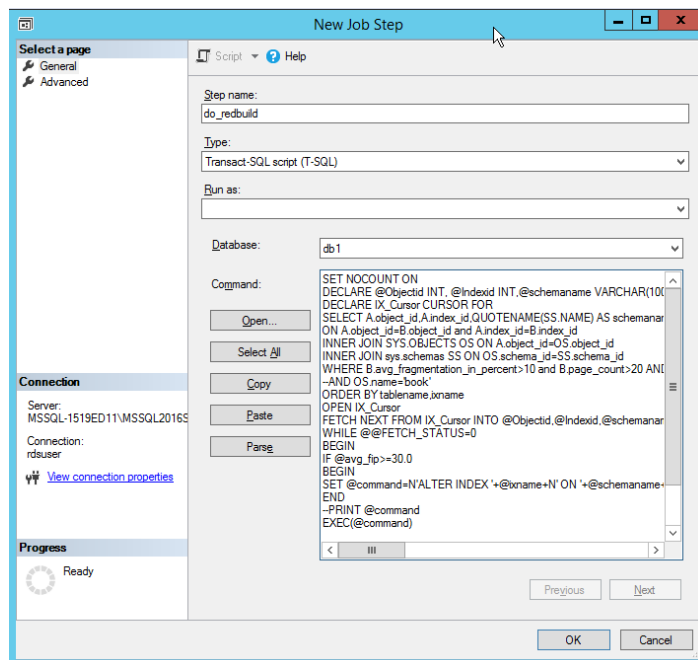 New Job Step
Select a page
General
Advanced
Script
Help
Step name:
do_redbuild
Type:
Transact-SQL script (T-SQL)
Run as:
Database:
db1
Command:
Open...
Select All
Copy
Paste
Parse
SET NOCOUNT ON
DECLARE @Objectid INT, @Indexid INT,@schemaname VARCHAR(100
DECLARE IX_Cursor CURSOR FOR
SELECT A.object_id,A.index_id,QUOTENAME(SS.NAME) AS schemanar
ON A.object_id=B.object_id and A.index_id=B.index_id
INNER JOIN SYS.OBJECTS OS ON A.object_id=OS.object_id
INNER JOIN sys.schemas SS ON OS.schema_id=SS.schema_id
WHERE B.avg_fragmentation_in_percent>10 and B.page_count>20 AND
--AND OS.name='book'
ORDER BY tablename,ixname
OPEN IX_Cursor
FETCH NEXT FROM IX_Cursor INTO @Objectid,@Indexid,@schemanar
WHILE @@FETCH_STATUS=0
BEGIN
IF @avg_fip>=30.0
BEGIN
SET @command=N'ALTER INDEX '+@ixname+N' ON '+@schemaname+
END
--PRINT @command
EXEC(@command)
Connection
Server:
MSSQL-1519ED11\MSSQL2016S
Connection:
rdsuser
View connection properties
Progress
Ready
Previous
Next
OK
Cancel